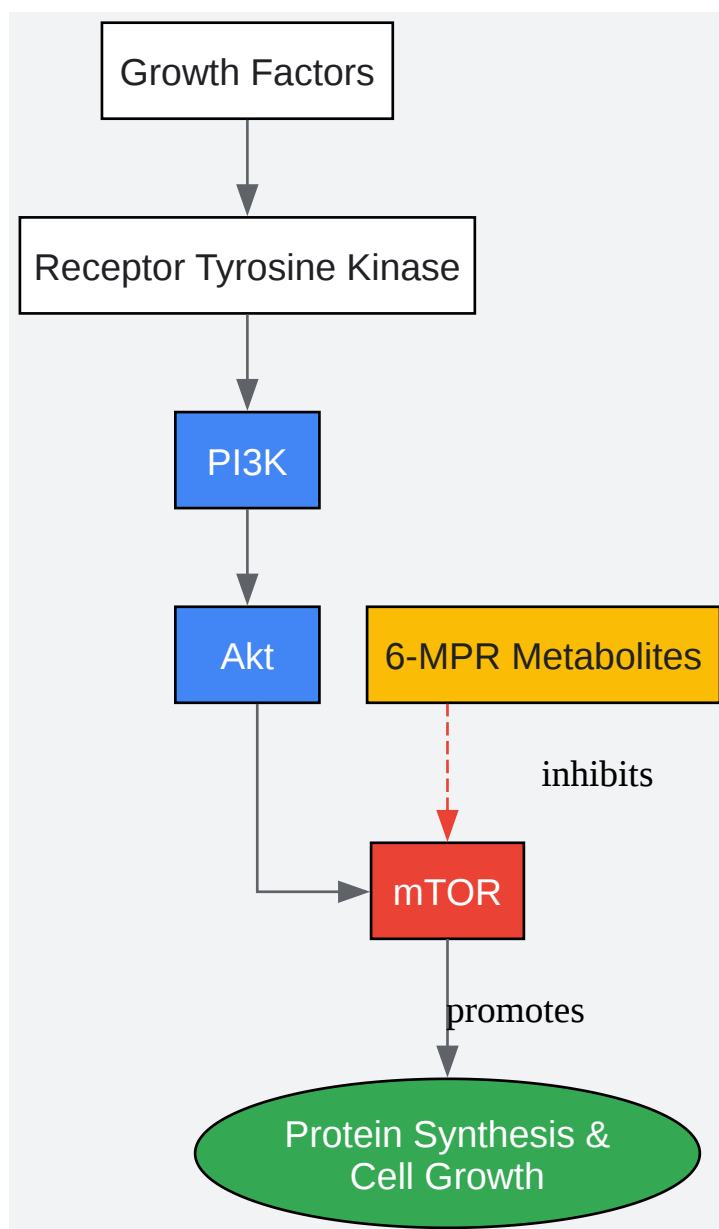 Growth Factors
Receptor Tyrosine Kinase
PI3K
Akt
6-MPR Metabolites
inhibits
mTOR
promotes
Protein Synthesis &
Cell Growth